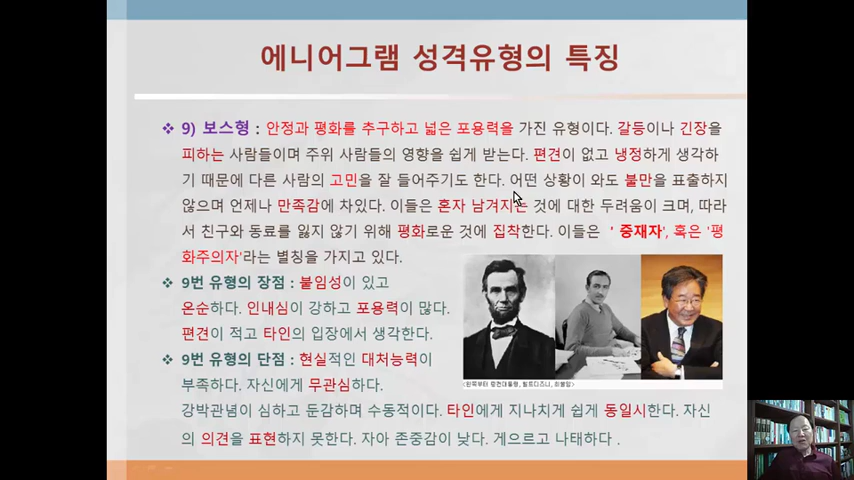 에니어그램 성격유형의 특징
❖ 9) 보스형 : 안정과 평화를 추구하고 넓은 포용력을 가진 유형이다. 갈등이나 긴장을
피하는 사람들이며 주위 사람들의 영향을 쉽게 받는다. 편견이 없고 냉정하게 생각하
기 때문에 다른 사람의 고민을 잘 들어주기도 한다. 어떤 상황이 와도 불만을 표출하지
않으며 언제나 만족감에 차있다. 이들은 혼자 남겨지는 것에 대한 두려움이 크며, 따라
서 친구와 동료를 잃지 않기 위해 평화로운 것에 집착한다. 이들은 ' 중재자', 혹은 '평
화주의자'라는 별칭을 가지고 있다.
❖ 9번 유형의 장점 : 붙임성이 있고
온순하다. 인내심이 강하고 포용력이 많다.
편견이 적고 타인의 입장에서 생각한다.
❖ 9번 유형의 단점 : 현실적인 대처능력이
부족하다. 자신에게 무관심하다.
강박관념이 심하고 둔감하며 수동적이다. 타인에게 지나치게 쉽게 동일시한다. 자신
의 의견을 표현하지 못한다. 자아 존중감이 낮다. 게으르고 나태하다 .